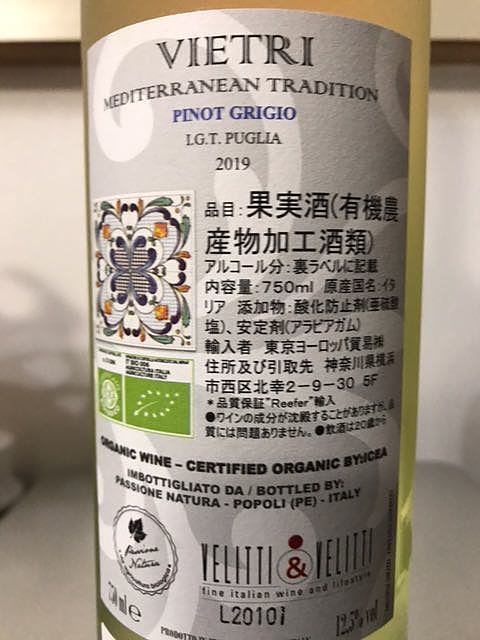 VIETRI
MEDITERRANEAN TRADITION
PINOT GRIGIO
I.G.T. PUGLIA
2019
品目:果実酒(有機農
産物加工酒類)
アルコール分:裏ラベルに記載
内容量:750ml 原産国名:イタ
リア 添加物:酸化防止剤(亜硫酸
塩)、安定剤(アラビアガム)
輸入者 東京ヨーロッパ貿易㈱
住所及び引取先 神奈川県横浜
市西区北幸2-9-30 5F
*品質保証"Reefer"輸入
●ワインの成分が沈殿することがありますが、品
質には問題ありません。●飲酒は20歳から
IT BIO 006
AGRICOLTURA ITALIA
ORGANIC WINE – CERTIFIED ORGANIC BY:ICEA
IMBOTTIGLIATO DA / BOTTLED BY:
PASSIONE NATURA - POPOLI (PE) - ITALY
Passione
Natura
VELITTI & VELITTI
fine italian wine and lifestyle
750 ml e
L2010
12.5% vol
PRODOTTO IN